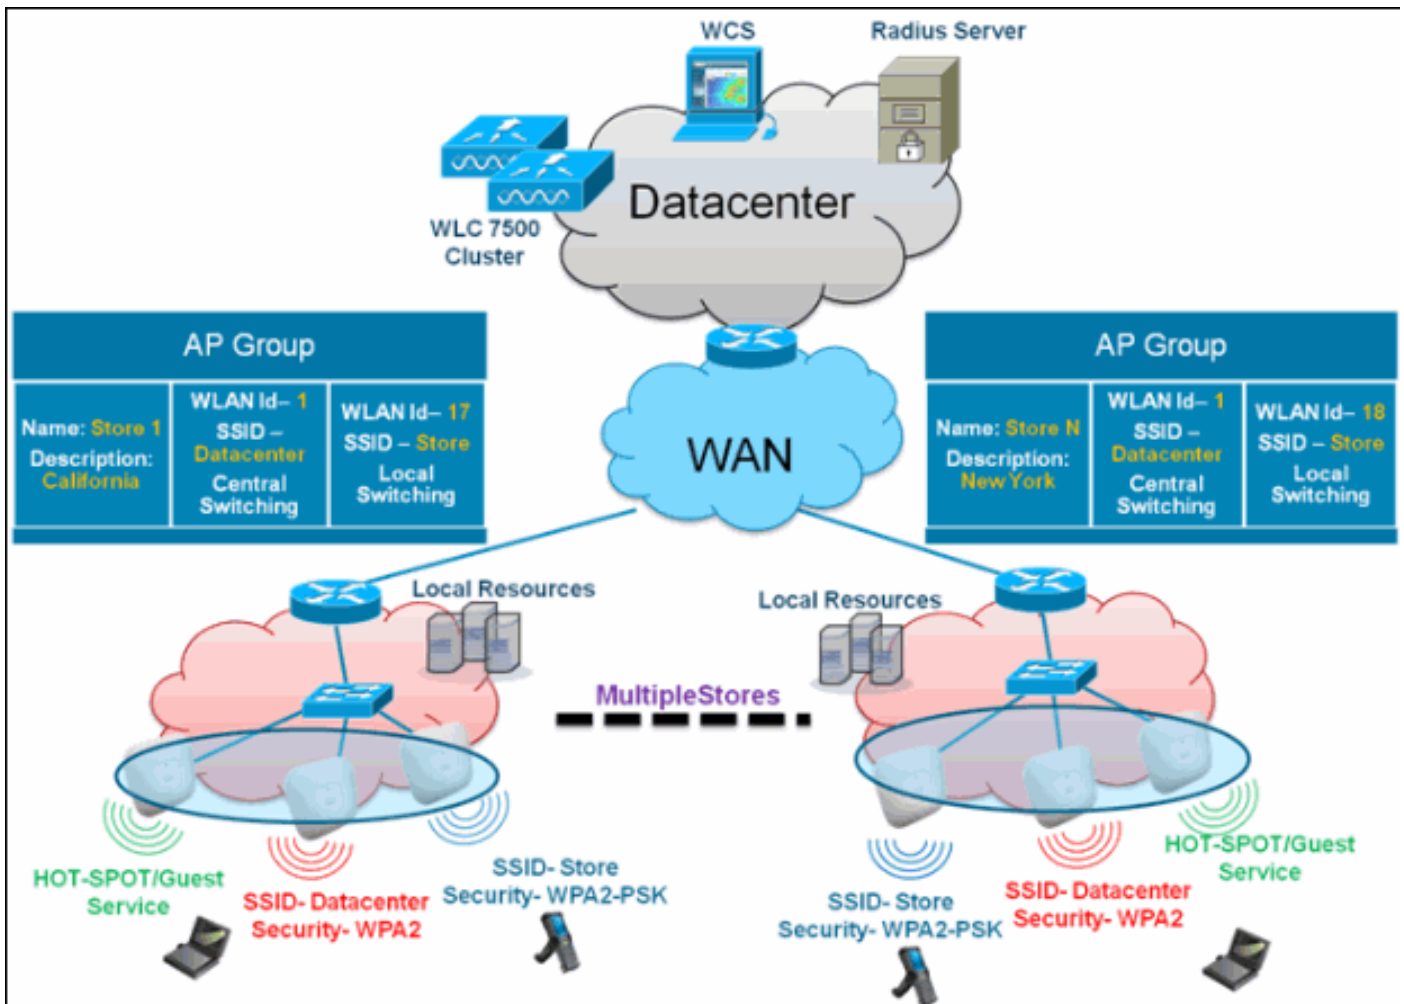 WCS
Radius Server
Datacenter
WLC 7500
Cluster
AP Group
Name: Store 1
Description:
California
WLAN Id– 1
SSID –
Datacenter
Central
Switching
WLAN Id– 17
SSID – Store
Local
Switching
WAN
AP Group
Name: Store N
Description:
New York
WLAN Id– 1
SSID –
Datacenter
Central
Switching
WLAN Id– 18
SSID – Store
Local
Switching
Local Resources
Local Resources
MultipleStores
HOT-SPOT/Guest
Service
SSID- Datacenter
Security- WPA2
SSID- Store
Security- WPA2-PSK
SSID- Store
Security- WPA2-PSK
SSID- Datacenter
Security- WPA2
HOT-SPOT/Guest
Service